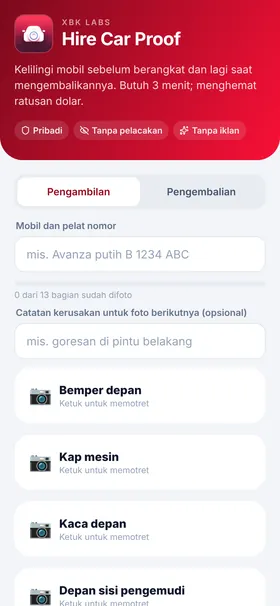 XBK LABS
Hire Car Proof
Kelilingi mobil sebelum berangkat dan lagi saat
mengembalikannya. Butuh 3 menit; menghemat
ratusan dolar.
Pribadi
Tanpa pelacakan
Tanpa iklan
Pengambilan
Pengembalian
Mobil dan pelat nomor
mis. Avanza putih B 1234 ABC
0 dari 13 bagian sudah difoto
Catatan kerusakan untuk foto berikutnya (opsional)
mis. goresan di pintu belakang
Bemper depan
Ketuk untuk memotret
Kap mesin
Ketuk untuk memotret
Kaca depan
Ketuk untuk memotret
Depan sisi pengemudi
Ketuk untuk memotret